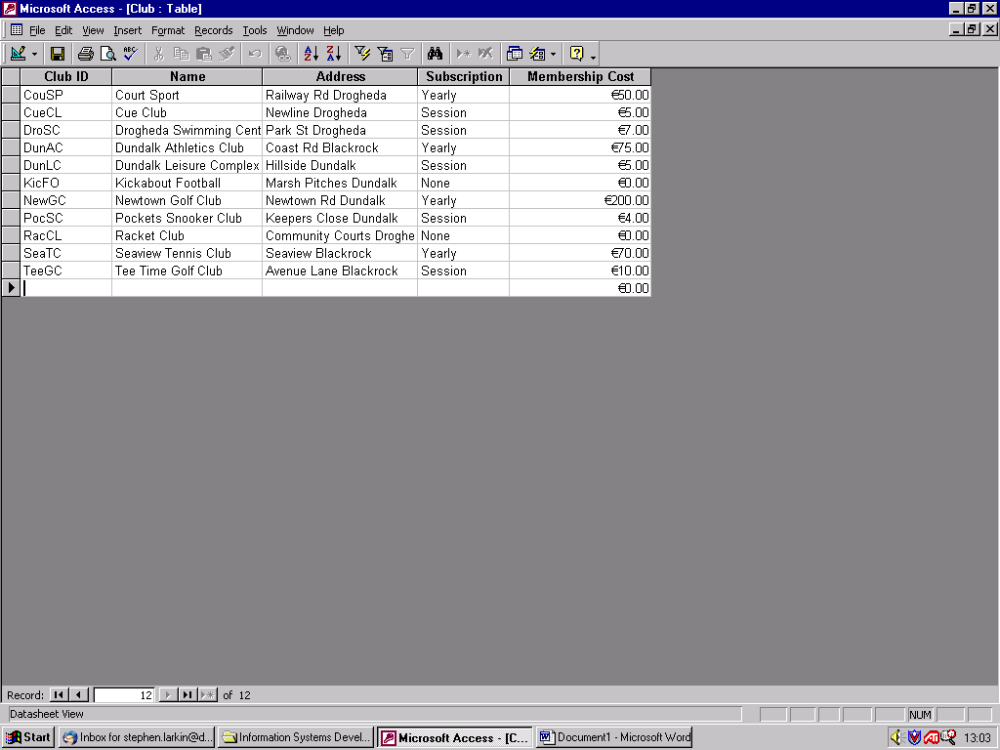 Microsoft Access - [Club : Table]
File Edit View Insert Format Records Tools Window Help
Club ID Name Address Subscription Membership Cost
CouSP Court Sport Railway Rd Drogheda Yearly €50.00
CueCL Cue Club Newline Drogheda Session €5.00
DroSC Drogheda Swimming Cent Park St Drogheda Session €7.00
DunAC Dundalk Athletics Club Coast Rd Blackrock Yearly €75.00
DunLC Dundalk Leisure Complex Hillside Dundalk Session €5.00
KicFO Kickabout Football Marsh Pitches Dundalk None €0.00
NewGC Newtown Golf Club Newtown Rd Dundalk Yearly €200.00
PocSC Pockets Snooker Club Keepers Close Dundalk Session €4.00
RacCL Racket Club Community Courts Droghe None €0.00
SeaTC Seaview Tennis Club Seaview Blackrock Yearly €70.00
TeeGC Tee Time Golf Club Avenue Lane Blackrock Session €10.00
€0.00
Record: 12 of 12
Datasheet View NUM
Start Inbox for stephen.larkin@d... Information Systems Devel... Microsoft Access - [C... Document1 - Microsoft Word 13:03